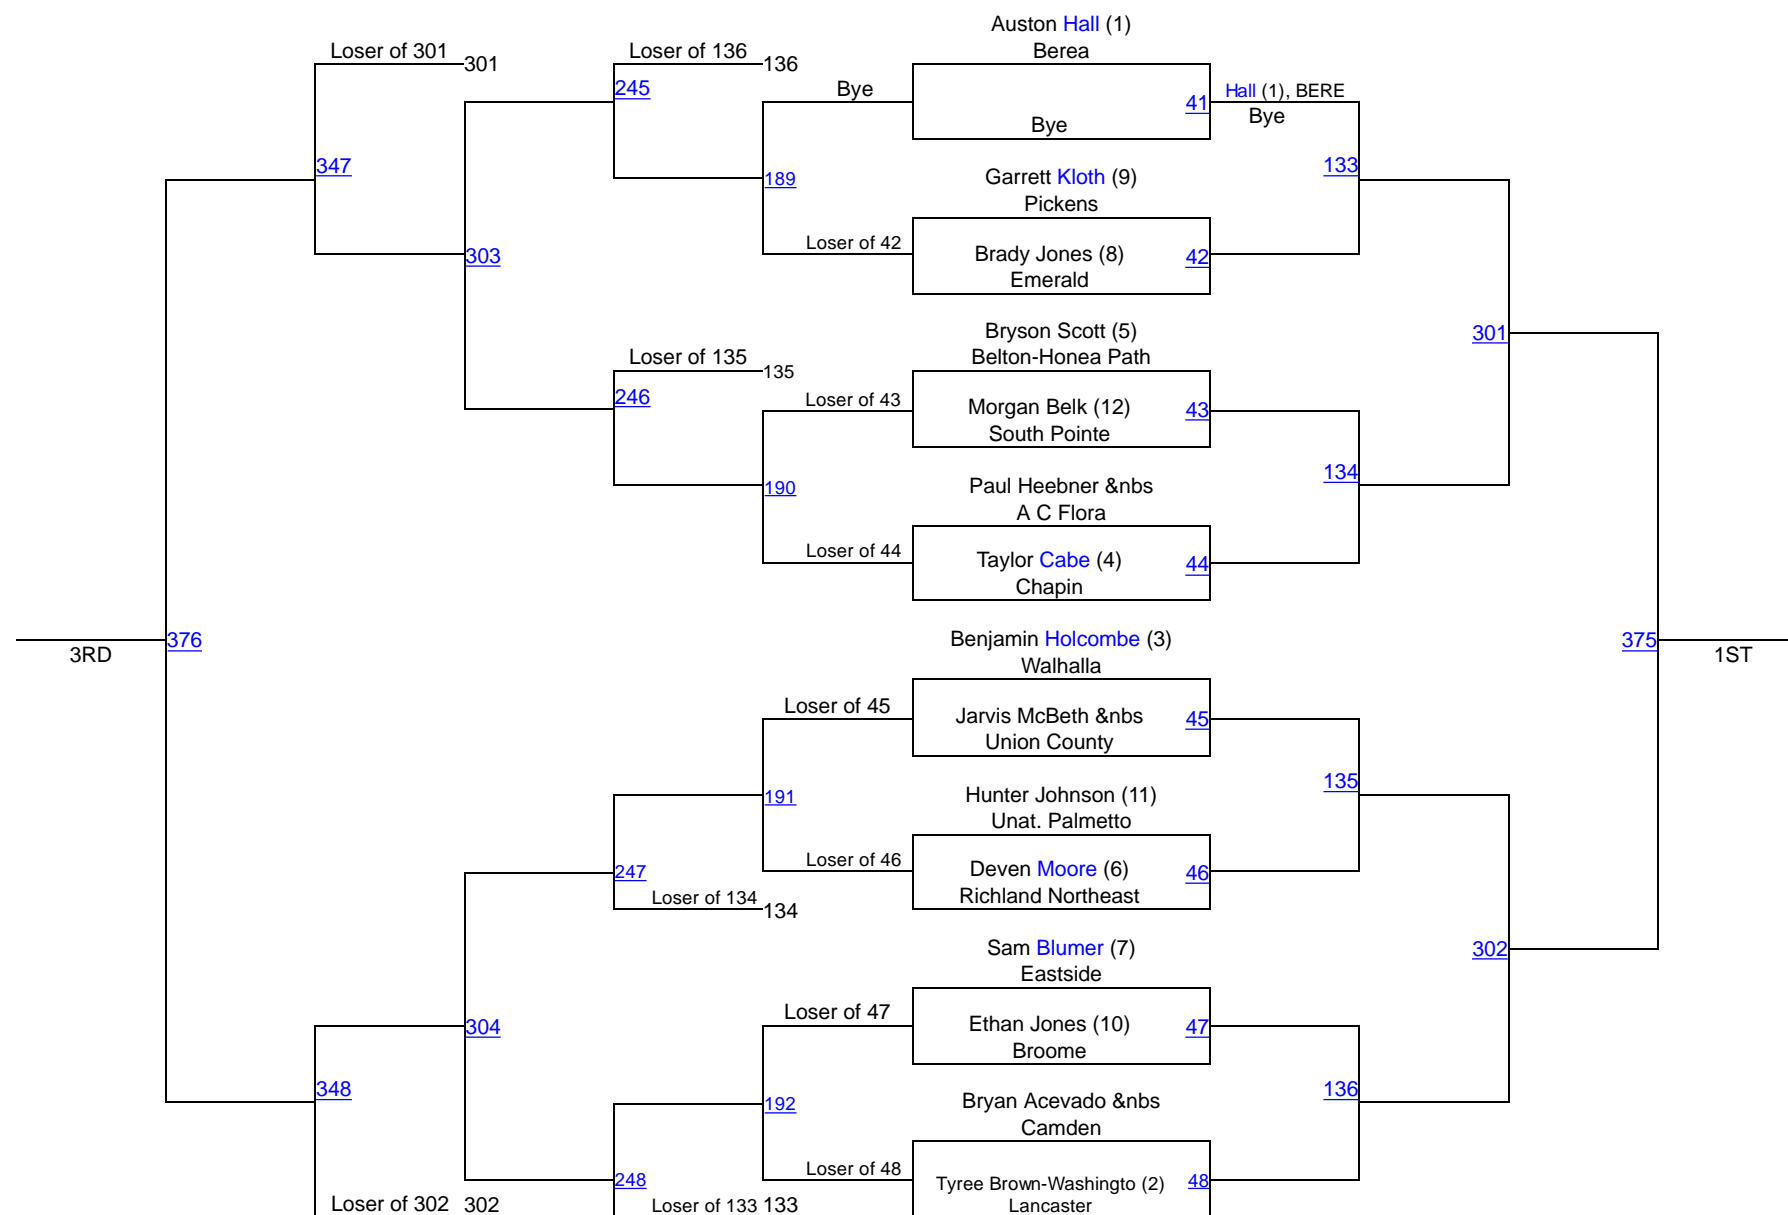 Auston Hall (1)
Loser of 301 301 Loser of 136 136 Berea
245 Bye 41 Hall (1), BERE
Bye Bye
347 189 Garrett Kloth (9) 133
Pickens
303 Loser of 42 Brady Jones (8) 42
Emerald
Bryson Scott (5) 301
Loser of 135 135 Belton-Honea Path
246 Loser of 43 Morgan Belk (12) 43
South Pointe
190 Paul Heebner &nbs 134
A C Flora
Loser of 44 Taylor Cabe (4) 44
Chapin
376 Benjamin Holcombe (3) 375
3RD Walhalla 1ST
Loser of 45 Jarvis McBeth &nbs 45
Union County
191 Hunter Johnson (11) 135
Unat. Palmetto
247 Loser of 46 Deven Moore (6) 46
Loser of 134 134 Richland Northeast
Sam Blumer (7) 302
Eastside
304 Loser of 47 Ethan Jones (10) 47
Broome
348 192 Bryan Acevado &nbs 136
Camden
248 Loser of 48 Tyree Brown-Washingto (2) 48
Loser of 302 302 Loser of 133 133 Lancaster